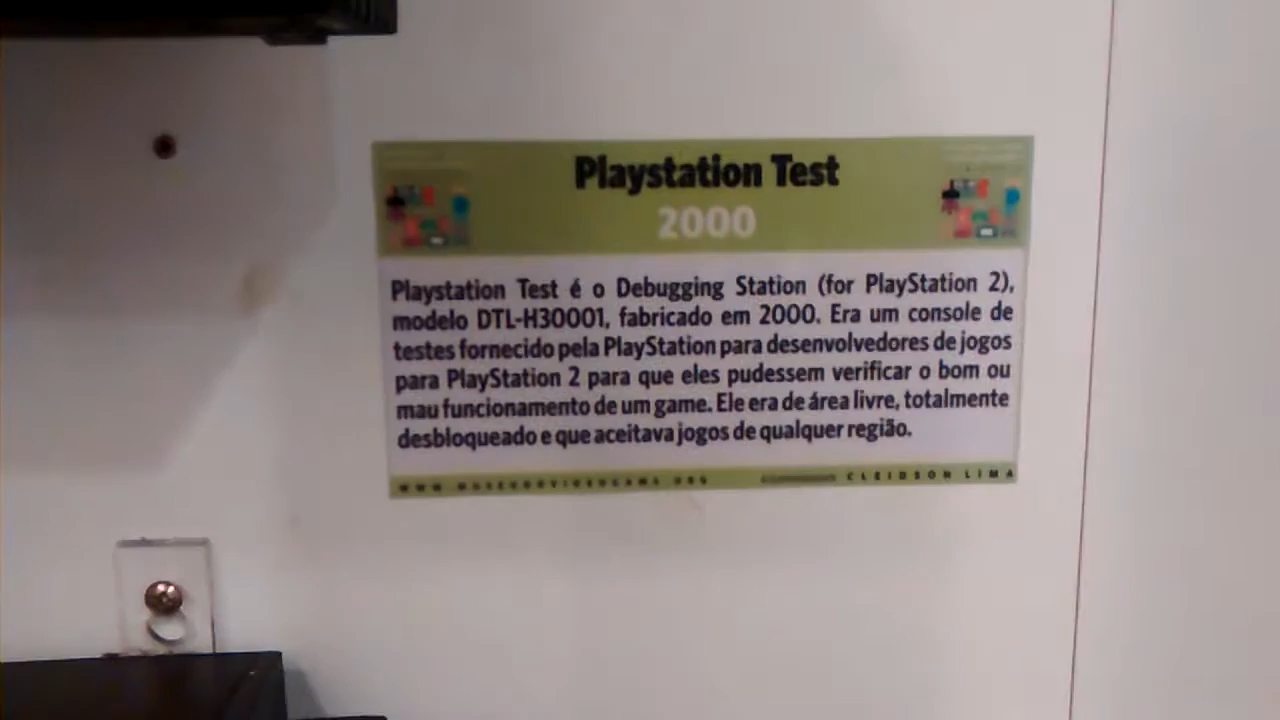 Playstation Test
2000
Playstation Test é o Debugging Station (for PlayStation 2),
modelo DTL-H30001, fabricado em 2000. Era um console de
testes fornecido pela PlayStation para desenvolvedores de jogos
para PlayStation 2 para que eles pudessem verificar o bom ou
mau funcionamento de um game. Ele era de área livre, totalmente
desbloqueado e que aceitava jogos de qualquer região.
WWW.MUSEUDOVIDEOGAME.ORG CLEIDSON LIMA